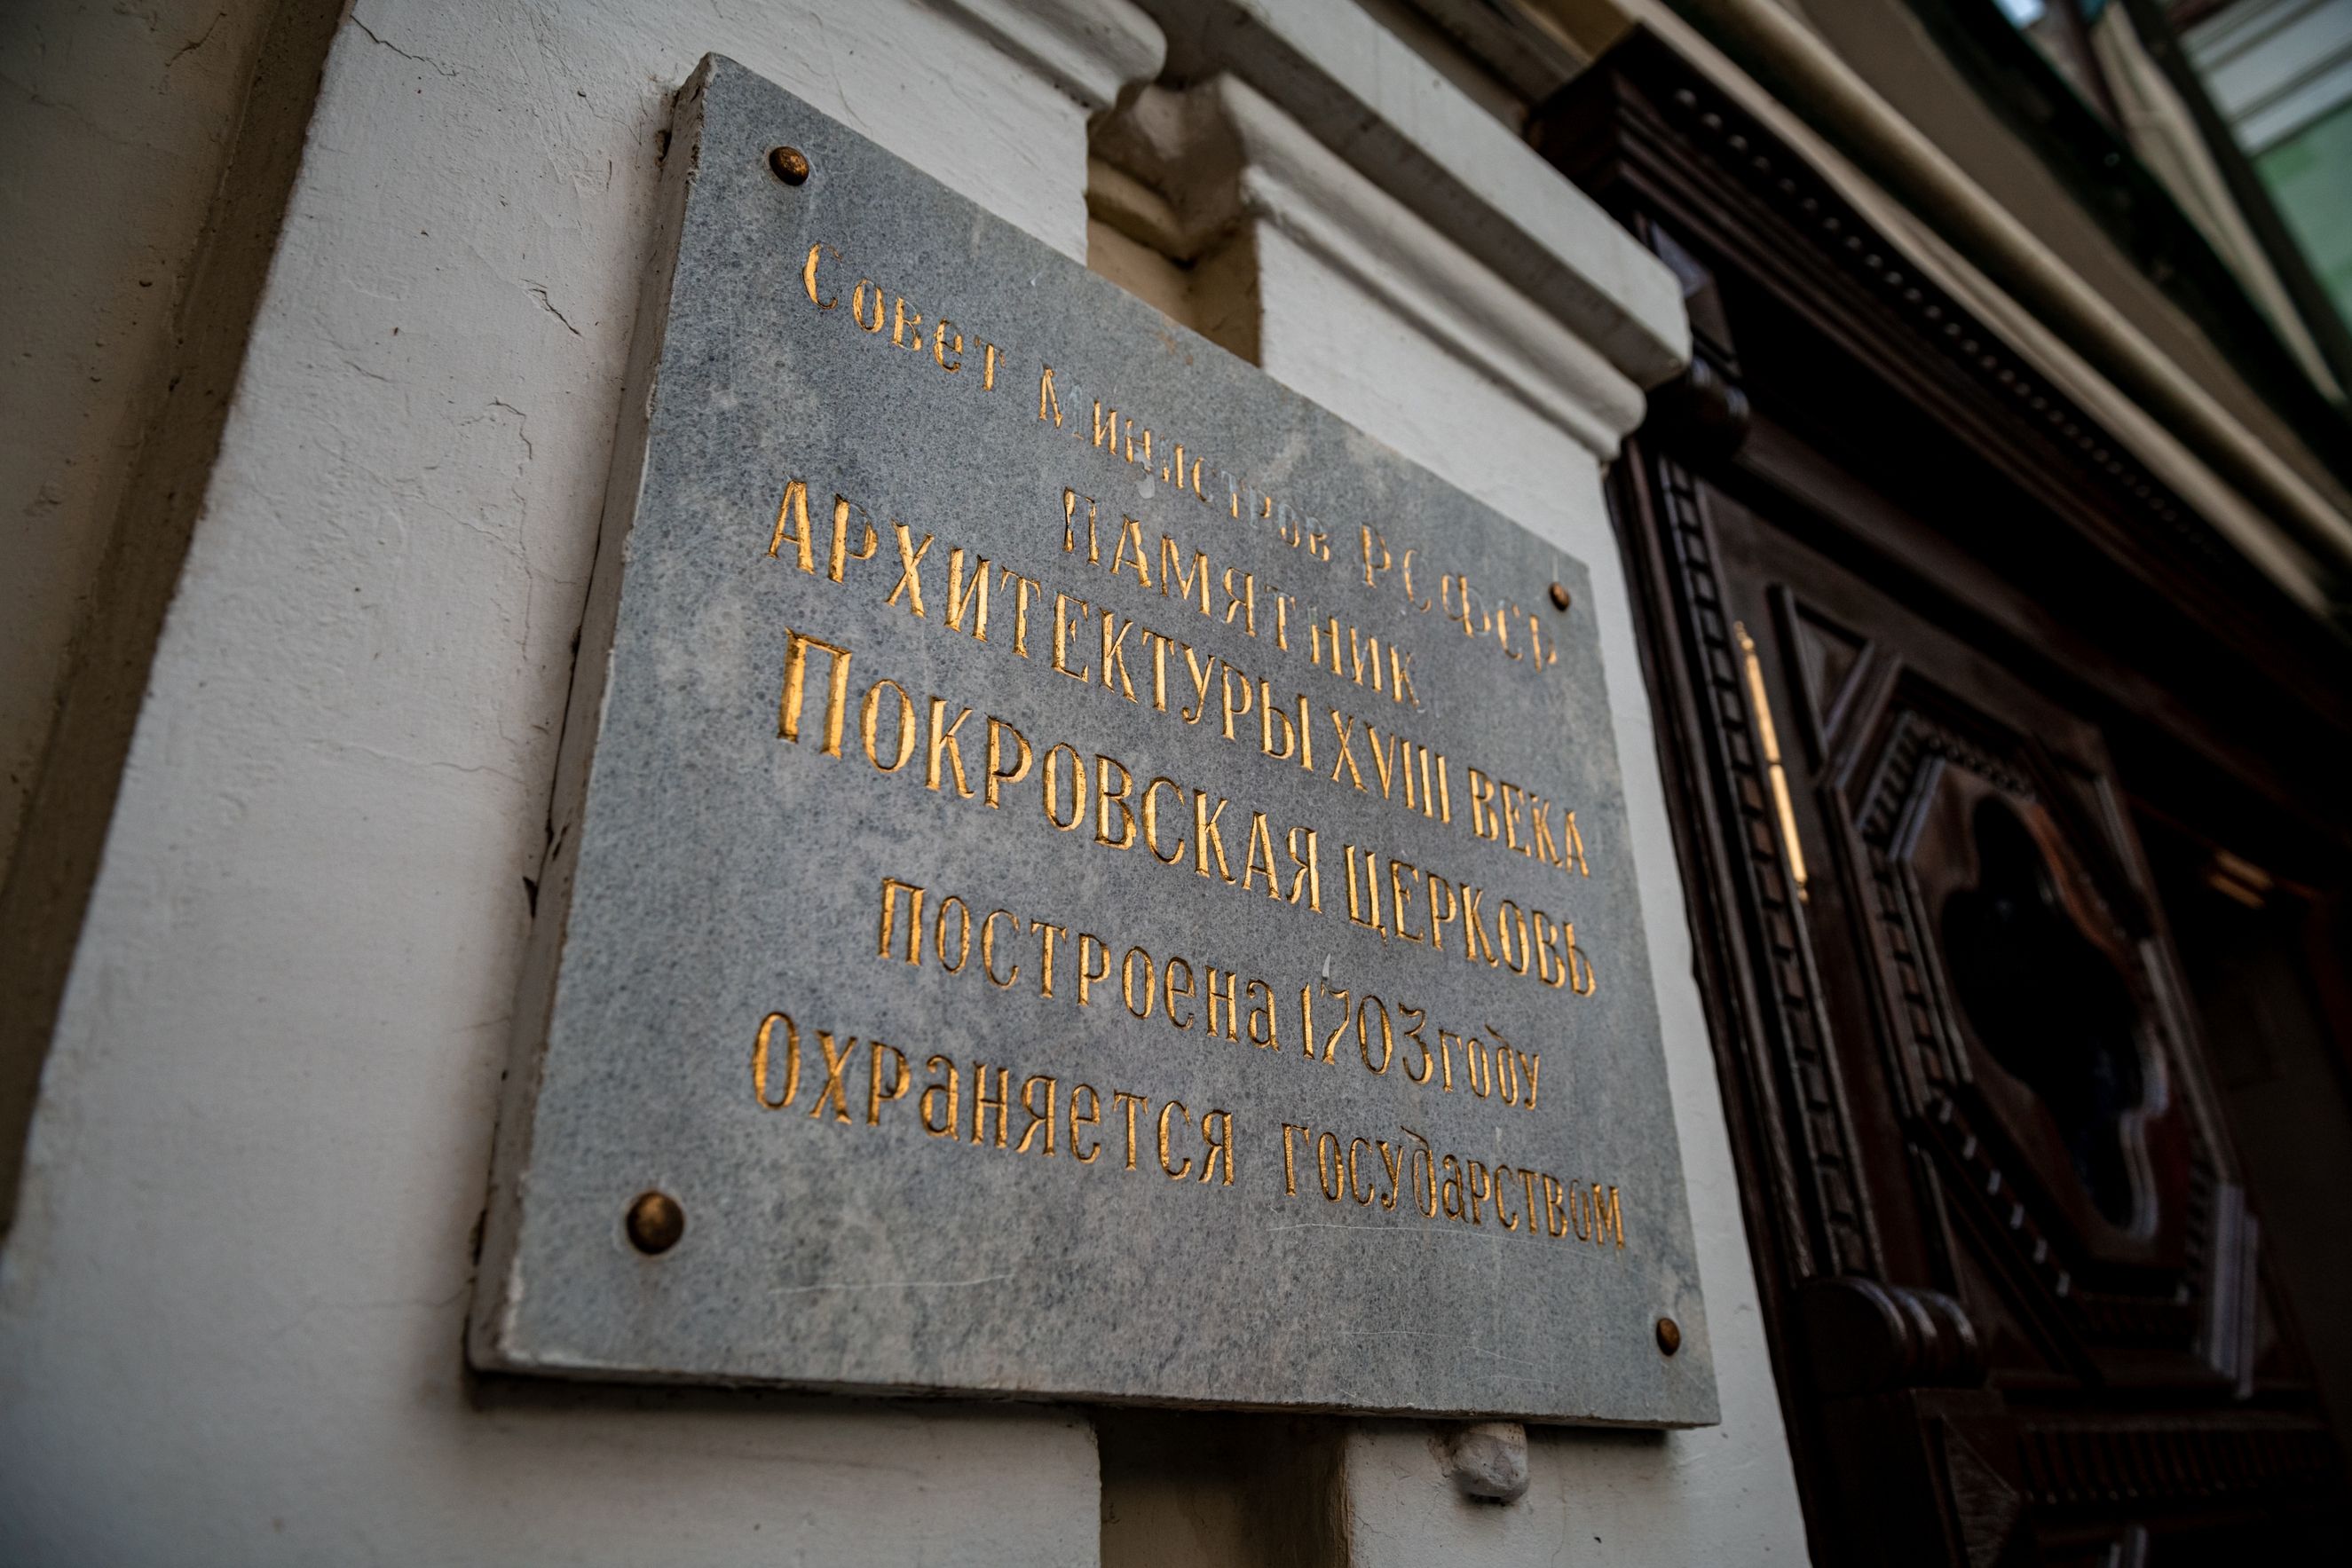 Совет Министров РСФСР
ПАМЯТНИК
АРХИТЕКТУРЫ XVIII ВЕКА
ПОКРОВСКАЯ ЦЕРКОВЬ
построена 1703 году
Охраняется государством